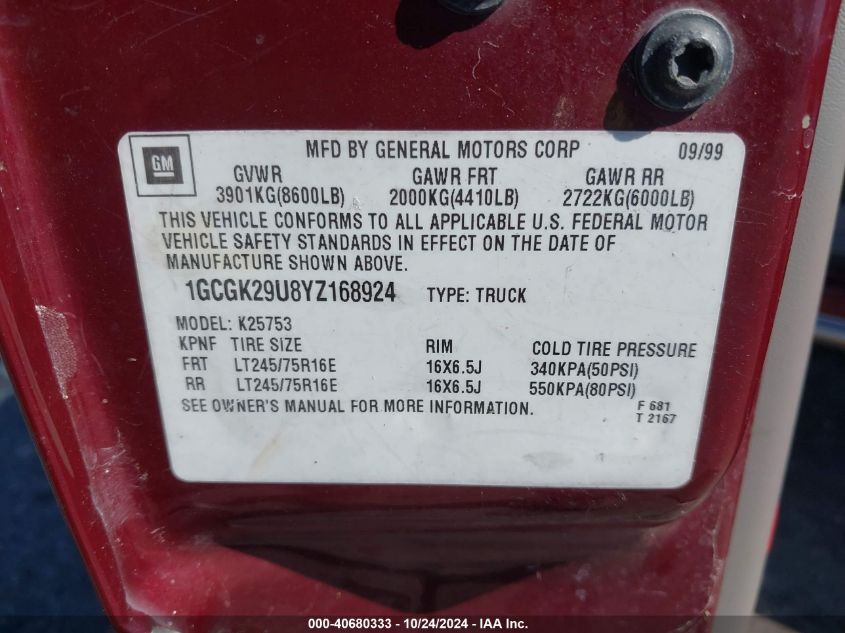 GM
MFD BY GENERAL MOTORS CORP 09/99
GVWR GAWR FRT GAWR RR
3901KG(8600LB) 2000KG(4410LB) 2722KG(6000LB)
THIS VEHICLE CONFORMS TO ALL APPLICABLE U.S. FEDERAL MOTOR
VEHICLE SAFETY STANDARDS IN EFFECT ON THE DATE OF
MANUFACTURE SHOWN ABOVE.
1GCGK29U8YZ168924 TYPE: TRUCK
MODEL: K25753
KPNF TIRE SIZE RIM COLD TIRE PRESSURE
FRT LT245/75R16E 16X6.5J 340KPA(50PSI)
RR LT245/75R16E 16X6.5J 550KPA(80PSI)
SEE OWNER'S MANUAL FOR MORE INFORMATION. F 681
T 2167
000-40680333 - 10/24/2024 - IAA Inc.